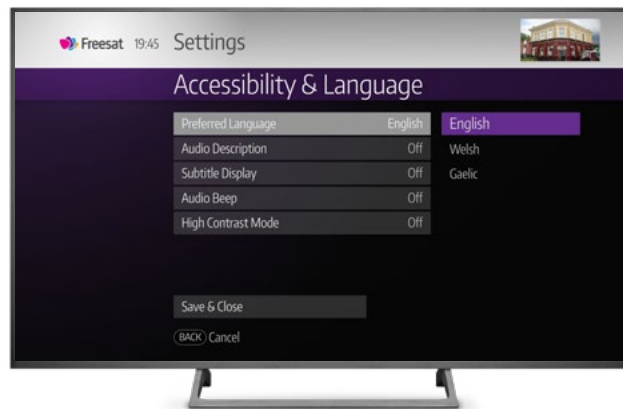 Freesat 19:45 Settings
Accessibility & Language
Preferred Language English English
Audio Description Off Welsh
Subtitle Display Off Gaelic
Audio Beep Off
High Contrast Mode Off
Save & Close
BACK Cancel